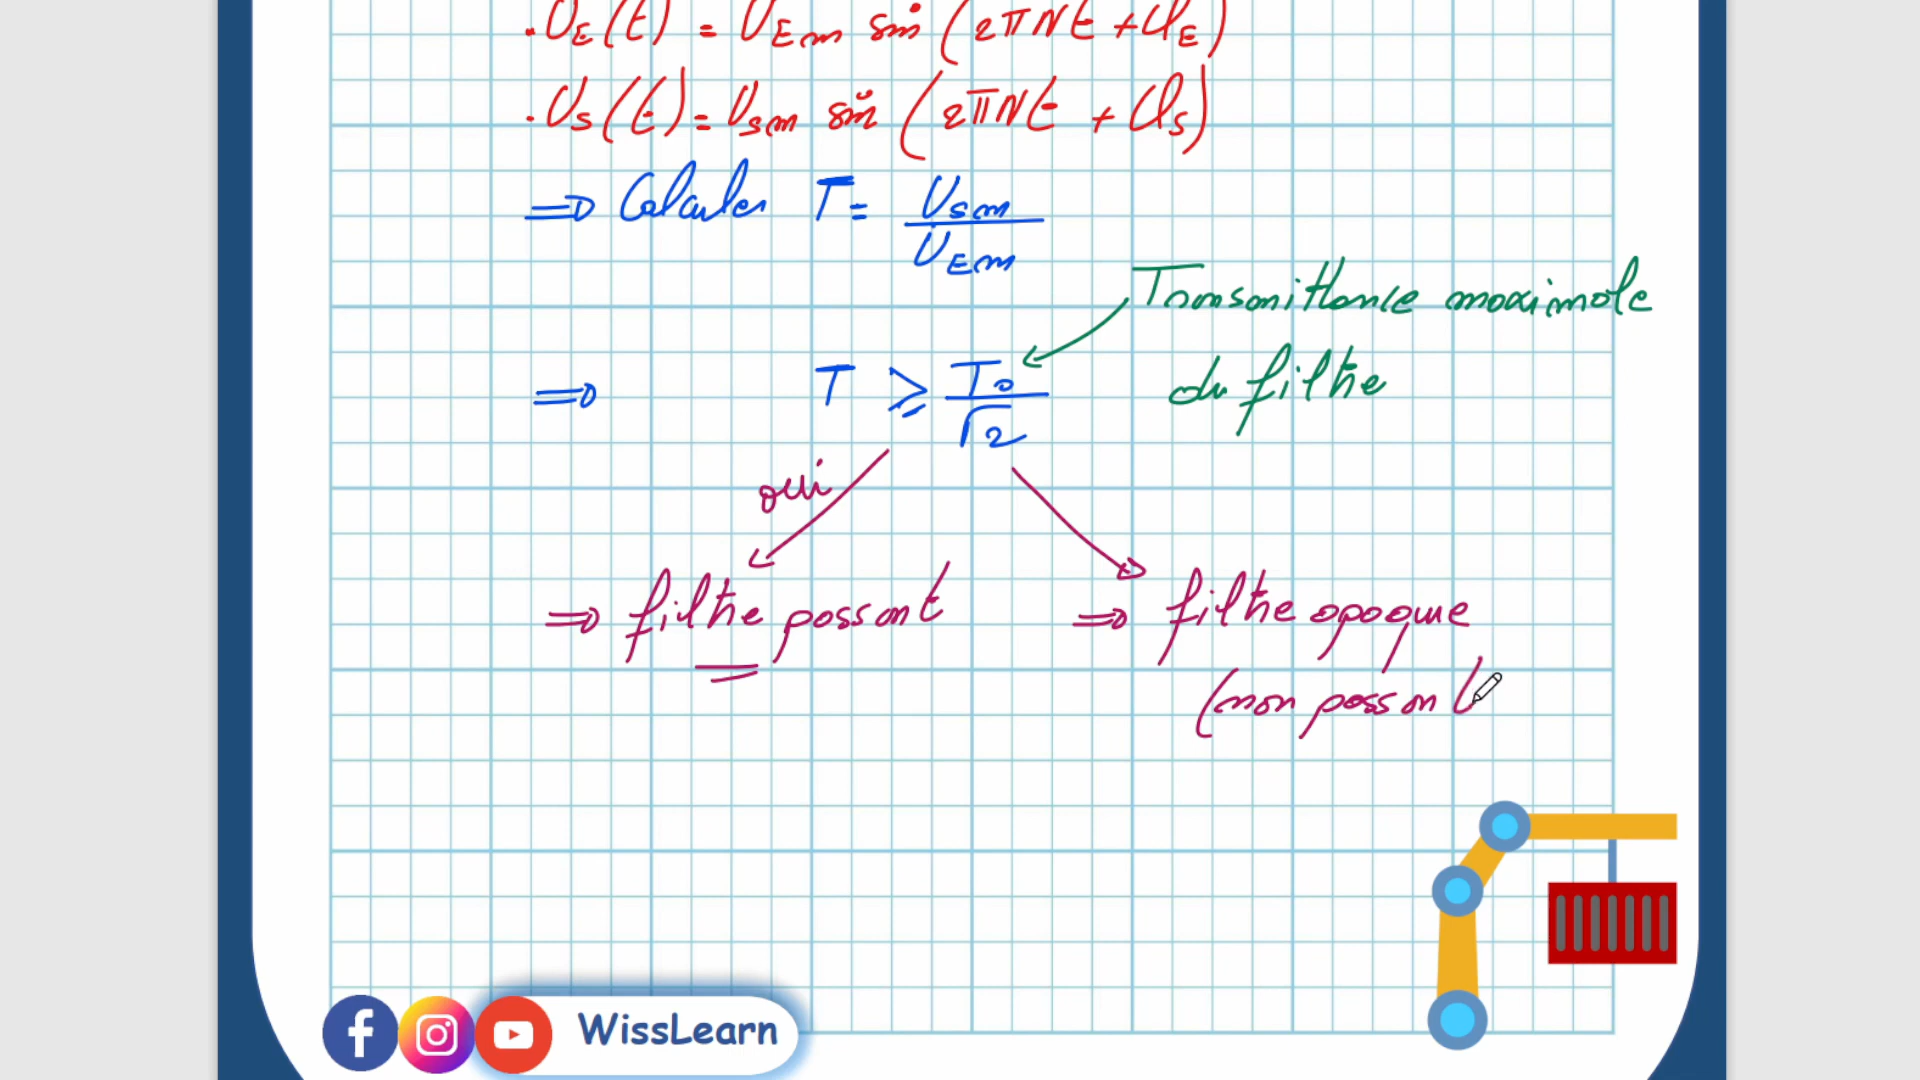 . U_E(t) = U_Em sin (2πNt + φ_E)
. U_s(t) = U_sm sin (2πNt + φ_s)
⇒ Calculer T = U_sm / U_Em
Transmittance maximale
⇒ T ≥ T_0 / √2
du filtre
oui
⇒ filtre passant ⇒ filtre opaque
(non passant
WissLearn